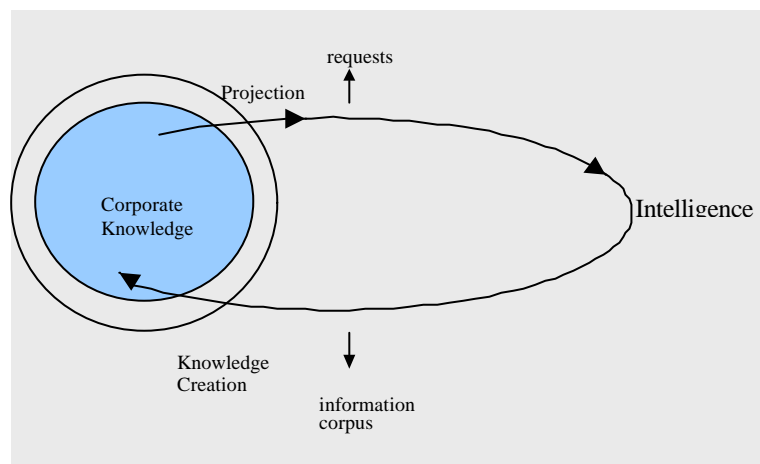 requests
Projection
Corporate
Knowledge
Intelligence
Knowledge
Creation
information
corpus